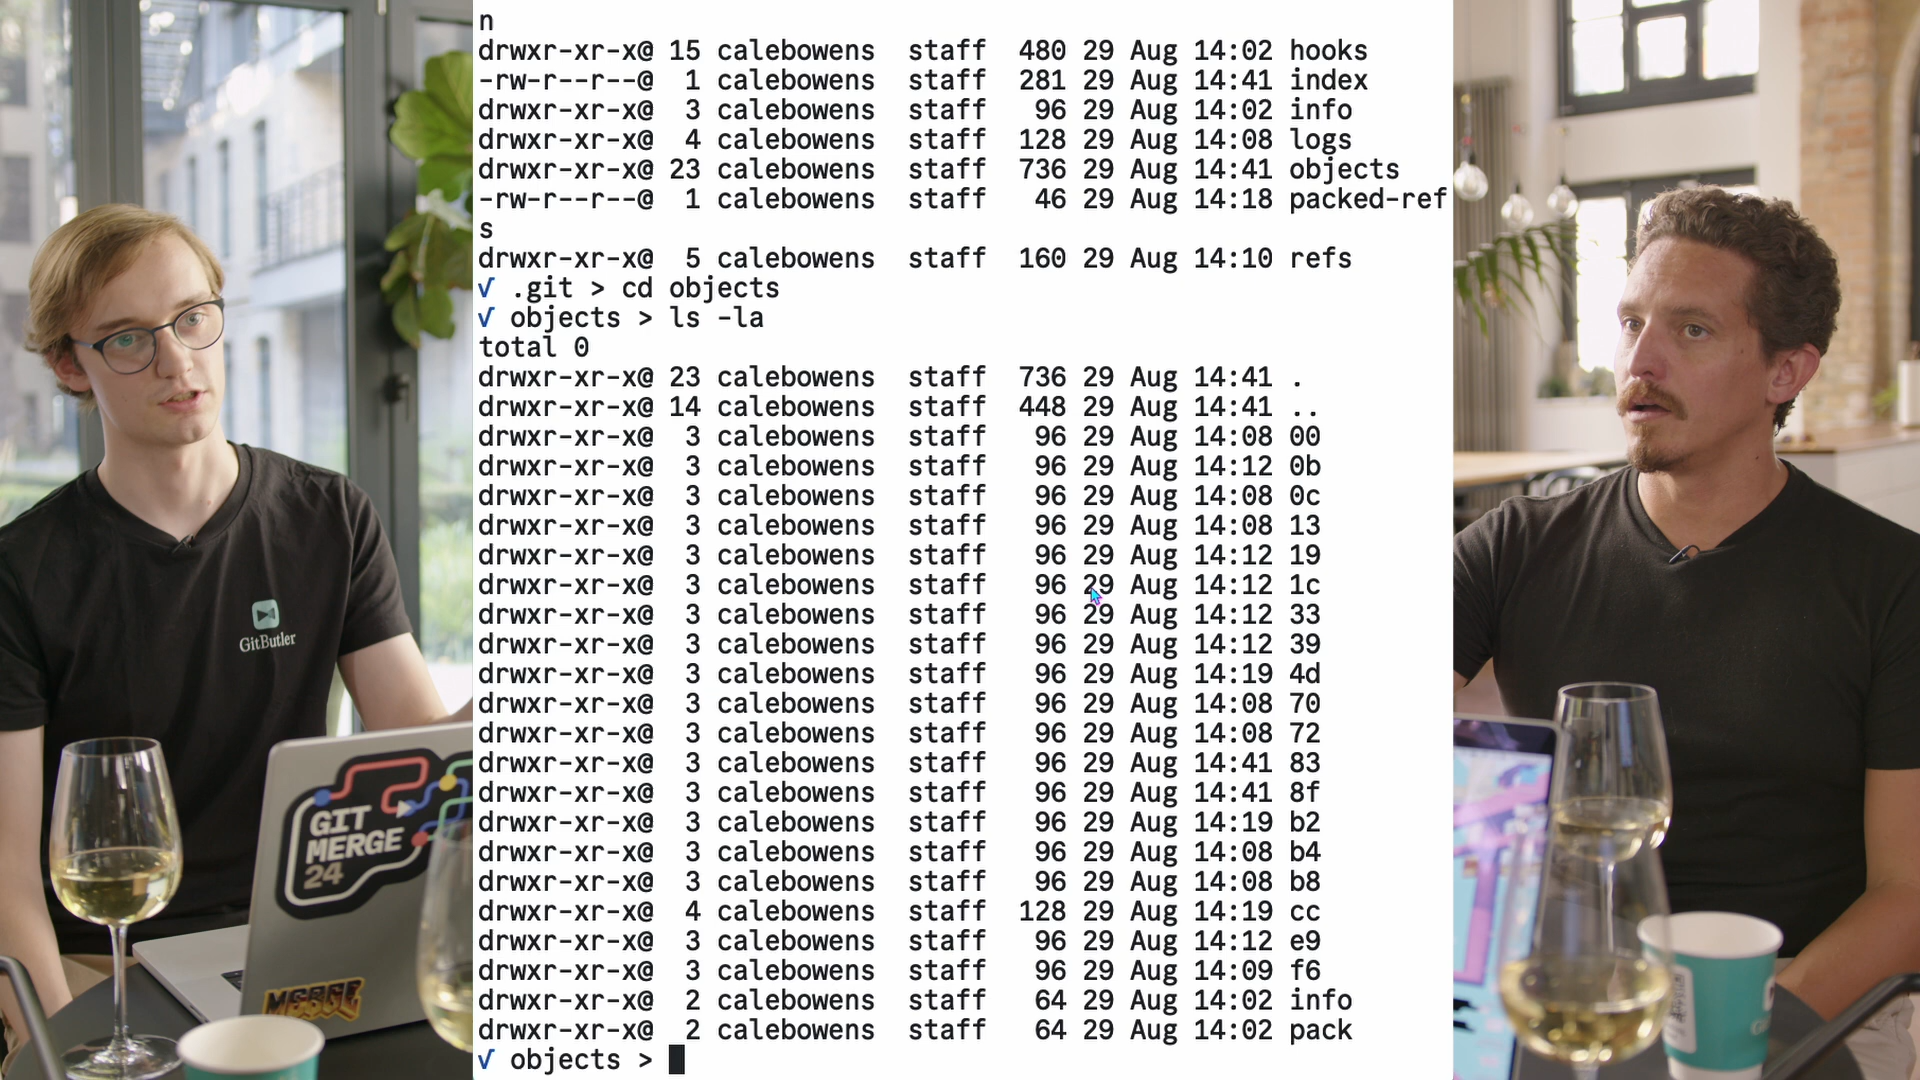 n
drwxr-xr-x@ 15 calebowens  staff  480 29 Aug 14:02 hooks
-rw-r--r--@  1 calebowens  staff  281 29 Aug 14:41 index
drwxr-xr-x@  3 calebowens  staff   96 29 Aug 14:02 info
drwxr-xr-x@  4 calebowens  staff  128 29 Aug 14:08 logs
drwxr-xr-x@ 23 calebowens  staff  736 29 Aug 14:41 objects
-rw-r--r--@  1 calebowens  staff   46 29 Aug 14:18 packed-ref
s
drwxr-xr-x@  5 calebowens  staff  160 29 Aug 14:10 refs
√ .git > cd objects
√ objects > ls -la
total 0
drwxr-xr-x@ 23 calebowens  staff  736 29 Aug 14:41 .
drwxr-xr-x@ 14 calebowens  staff  448 29 Aug 14:41 ..
drwxr-xr-x@  3 calebowens  staff   96 29 Aug 14:08 00
drwxr-xr-x@  3 calebowens  staff   96 29 Aug 14:12 0b
drwxr-xr-x@  3 calebowens  staff   96 29 Aug 14:08 0c
drwxr-xr-x@  3 calebowens  staff   96 29 Aug 14:08 13
drwxr-xr-x@  3 calebowens  staff   96 29 Aug 14:12 19
drwxr-xr-x@  3 calebowens  staff   96 29 Aug 14:12 1c
drwxr-xr-x@  3 calebowens  staff   96 29 Aug 14:12 33
drwxr-xr-x@  3 calebowens  staff   96 29 Aug 14:12 39
drwxr-xr-x@  3 calebowens  staff   96 29 Aug 14:19 4d
drwxr-xr-x@  3 calebowens  staff   96 29 Aug 14:08 70
drwxr-xr-x@  3 calebowens  staff   96 29 Aug 14:08 72
drwxr-xr-x@  3 calebowens  staff   96 29 Aug 14:41 83
drwxr-xr-x@  3 calebowens  staff   96 29 Aug 14:41 8f
drwxr-xr-x@  3 calebowens  staff   96 29 Aug 14:19 b2
drwxr-xr-x@  3 calebowens  staff   96 29 Aug 14:08 b4
drwxr-xr-x@  3 calebowens  staff   96 29 Aug 14:08 b8
drwxr-xr-x@  4 calebowens  staff  128 29 Aug 14:19 cc
drwxr-xr-x@  3 calebowens  staff   96 29 Aug 14:12 e9
drwxr-xr-x@  3 calebowens  staff   96 29 Aug 14:09 f6
drwxr-xr-x@  2 calebowens  staff   64 29 Aug 14:02 info
drwxr-xr-x@  2 calebowens  staff   64 29 Aug 14:02 pack
√ objects >
GitButler
GIT
MERGE
24
MERGE